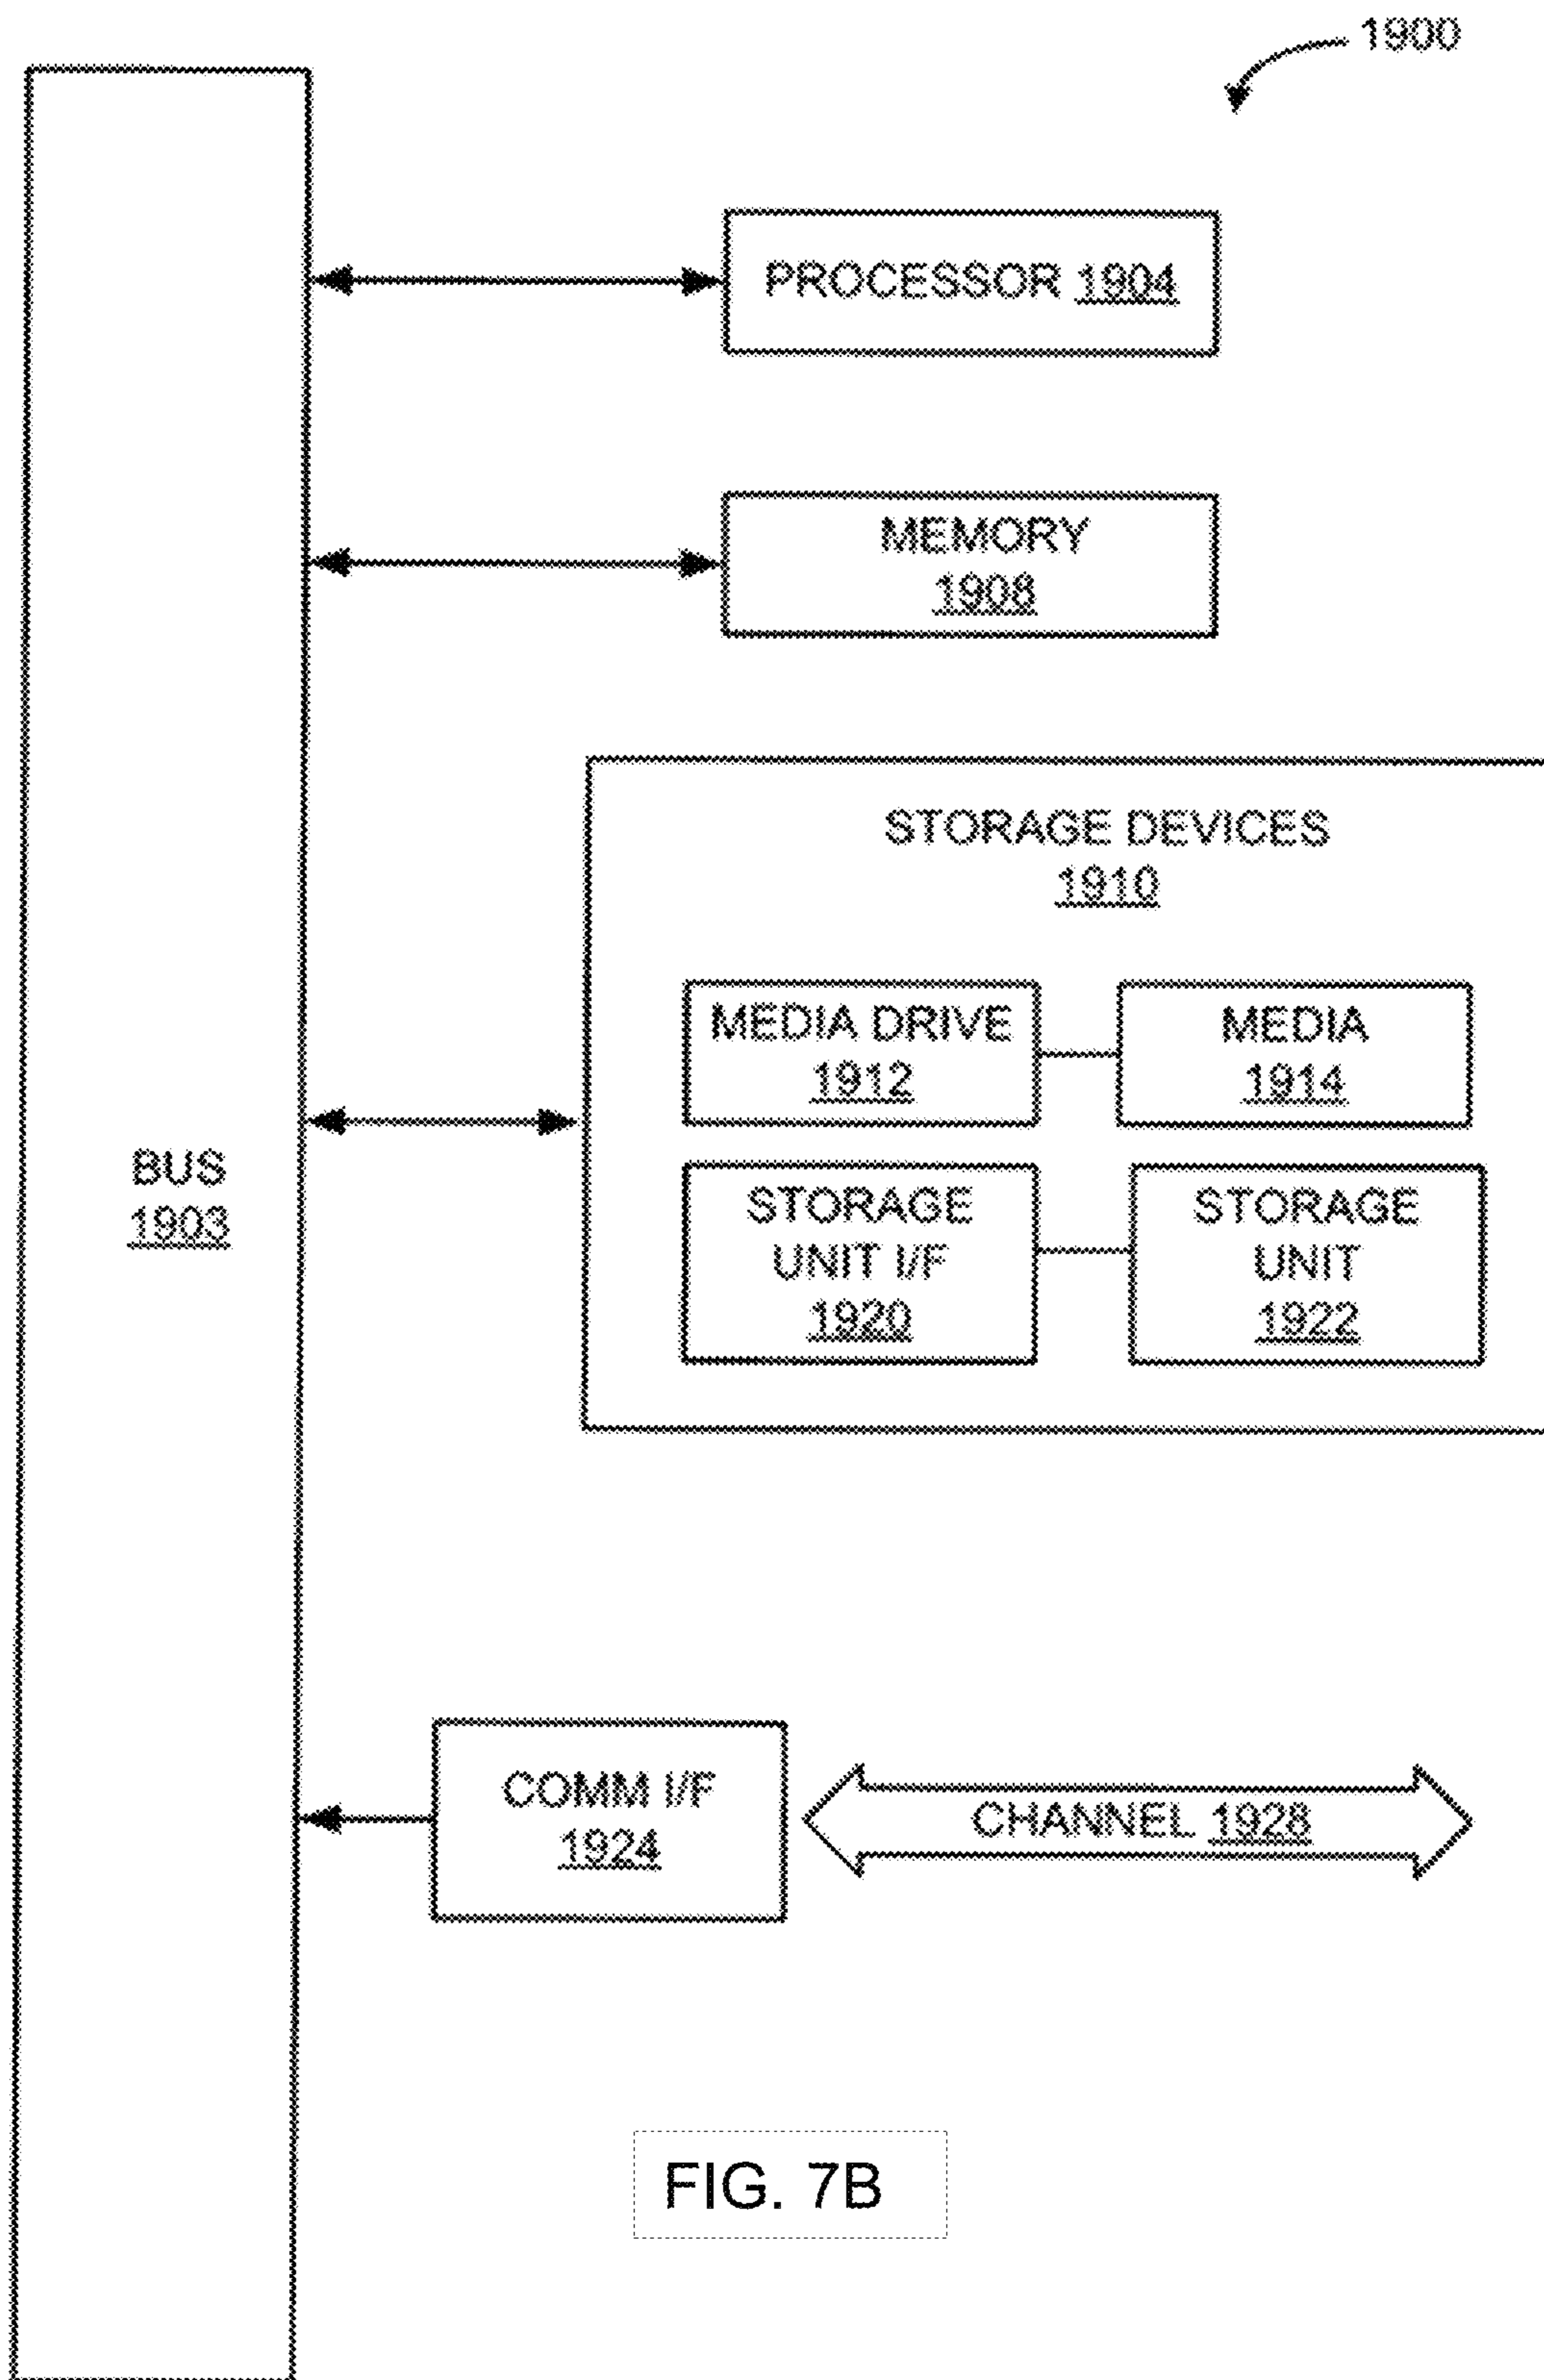 1900
PROCESSOR 1904
MEMORY
1908
STORAGE DEVICES
1910
MEDIA DRIVE
1912
MEDIA
1914
BUS
1903
STORAGE
UNIT I/F
1920
STORAGE
UNIT
1922
COMM I/F
1924
CHANNEL 1928
FIG. 7B